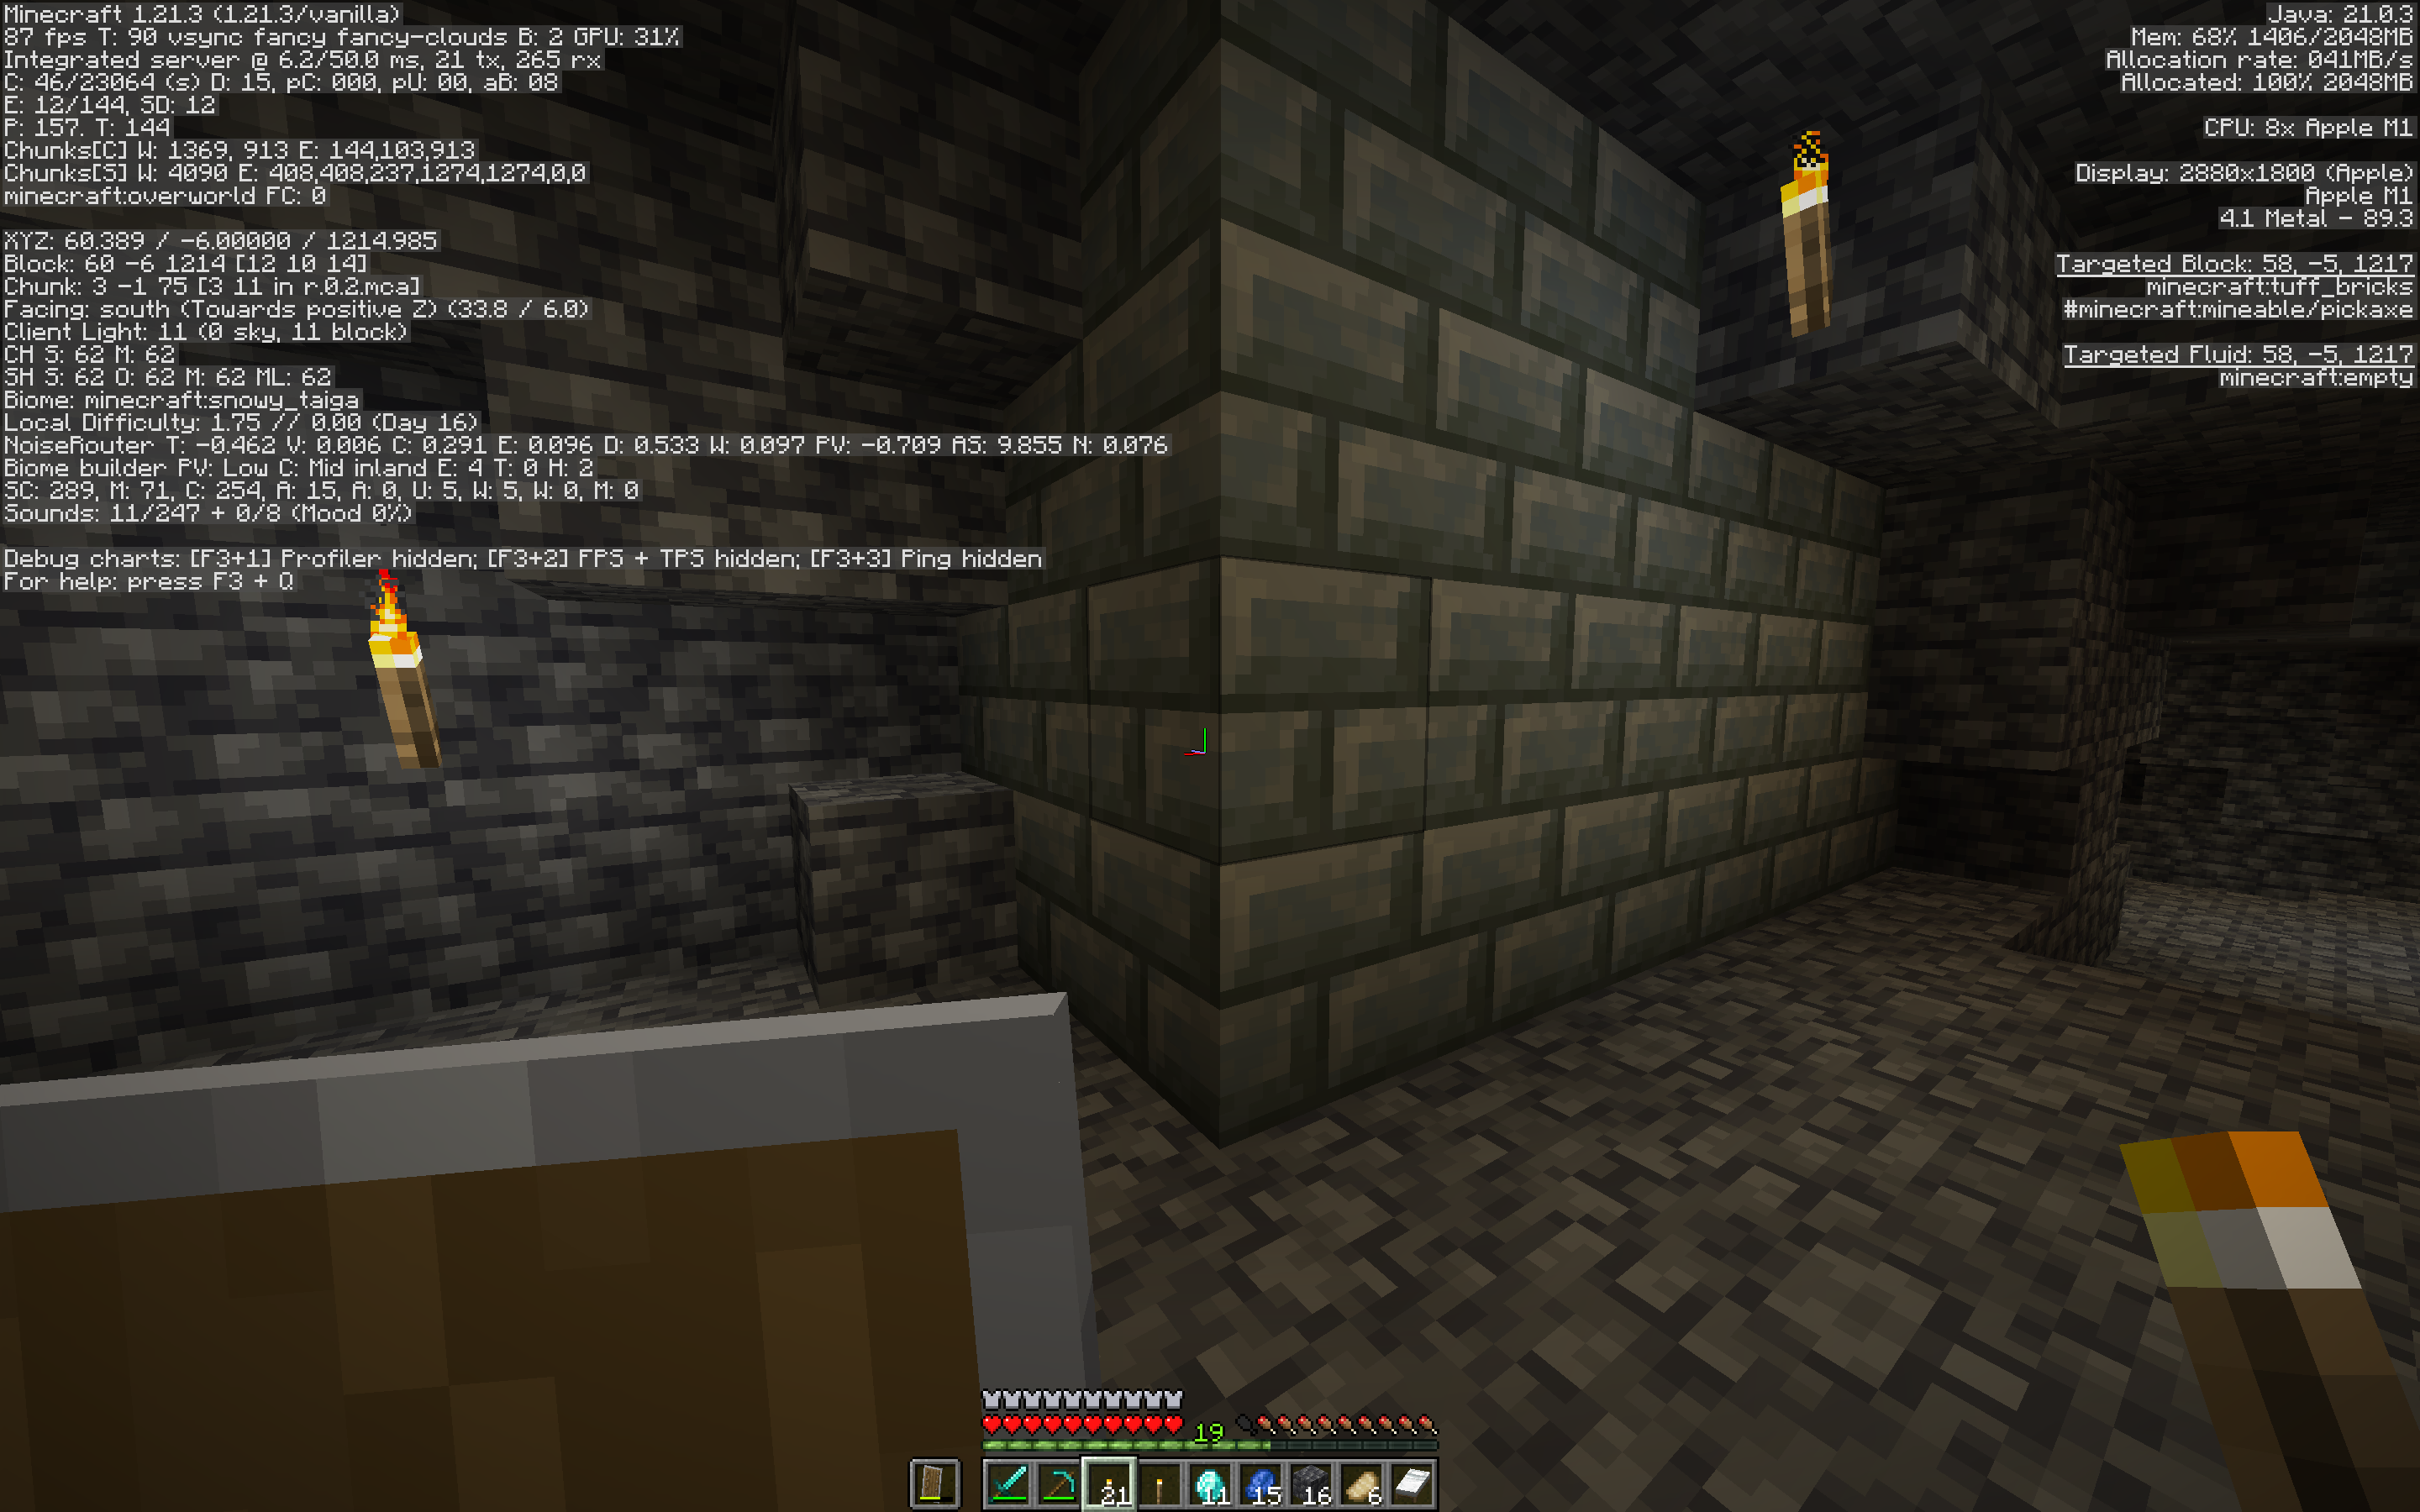 Minecraft 1.21.3 (1.21.3/vanilla)
87 fps T: 90 vsync fancy fancy-clouds B: 2 GPU: 31%
Integrated server @ 6.2/50.0 ms, 21 tx, 265 rx
C: 46/23064 (s) D: 15, pC: 000, pU: 00, aB: 08
E: 12/144, SD: 12
P: 157. T: 144
Chunks[C] W: 1369, 913 E: 144,103,913
Chunks[S] W: 4090 E: 408,408,237,1274,1274,0,0
minecraft:overworld FC: 0
XYZ: 60.389 / -6.00000 / 1214.985
Block: 60 -6 1214 [12 10 14]
Chunk: 3 -1 75 [3 11 in r.0.2.mca]
Facing: south (Towards positive Z) (33.8 / 6.0)
Client Light: 11 (0 sky, 11 block)
CH S: 62 M: 62
SH S: 62 O: 62 M: 62 ML: 62
Biome: minecraft:snowy_taiga
Local Difficulty: 1.75 // 0.00 (Day 16)
NoiseRouter T: -0.462 V: 0.006 C: 0.291 E: 0.096 D: 0.533 W: 0.097 PV: -0.709 AS: 9.855 N: 0.076
Biome builder PV: Low C: Mid inland E: 4 T: 0 H: 2
SC: 289, M: 71, C: 254, A: 15, A: 0, U: 5, W: 5, W: 0, M: 0
Sounds: 11/247 + 0/8 (Mood 0%)
Debug charts: [F3+1] Profiler hidden; [F3+2] FPS + TPS hidden; [F3+3] Ping hidden
For help: press F3 + Q
Java: 21.0.3
Mem: 68% 1406/2048MB
Allocation rate: 041MB/s
Allocated: 100% 2048MB
CPU: 8x Apple M1
Display: 2880x1800 (Apple)
Apple M1
4.1 Metal - 89.3
Targeted Block: 58, -5, 1217
minecraft:tuff_bricks
#minecraft:mineable/pickaxe
Targeted Fluid: 58, -5, 1217
minecraft:empty
19
21 11 15 16 6